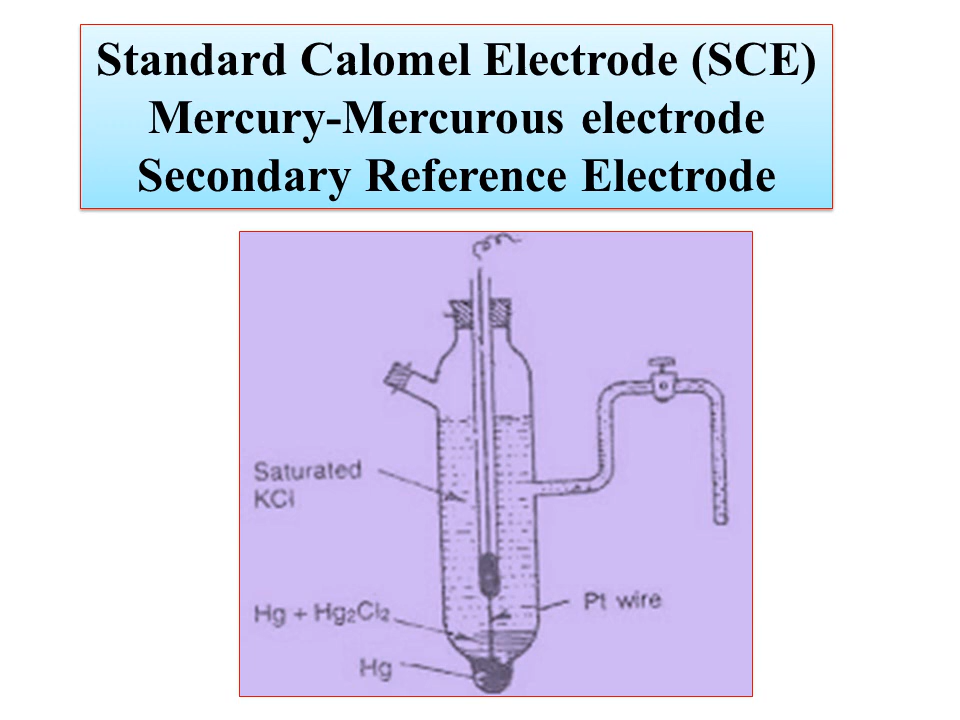 Standard Calomel Electrode (SCE)
Mercury-Mercurous electrode
Secondary Reference Electrode
Saturated
KCl
Pt wire
Hg + Hg₂Cl₂
Hg